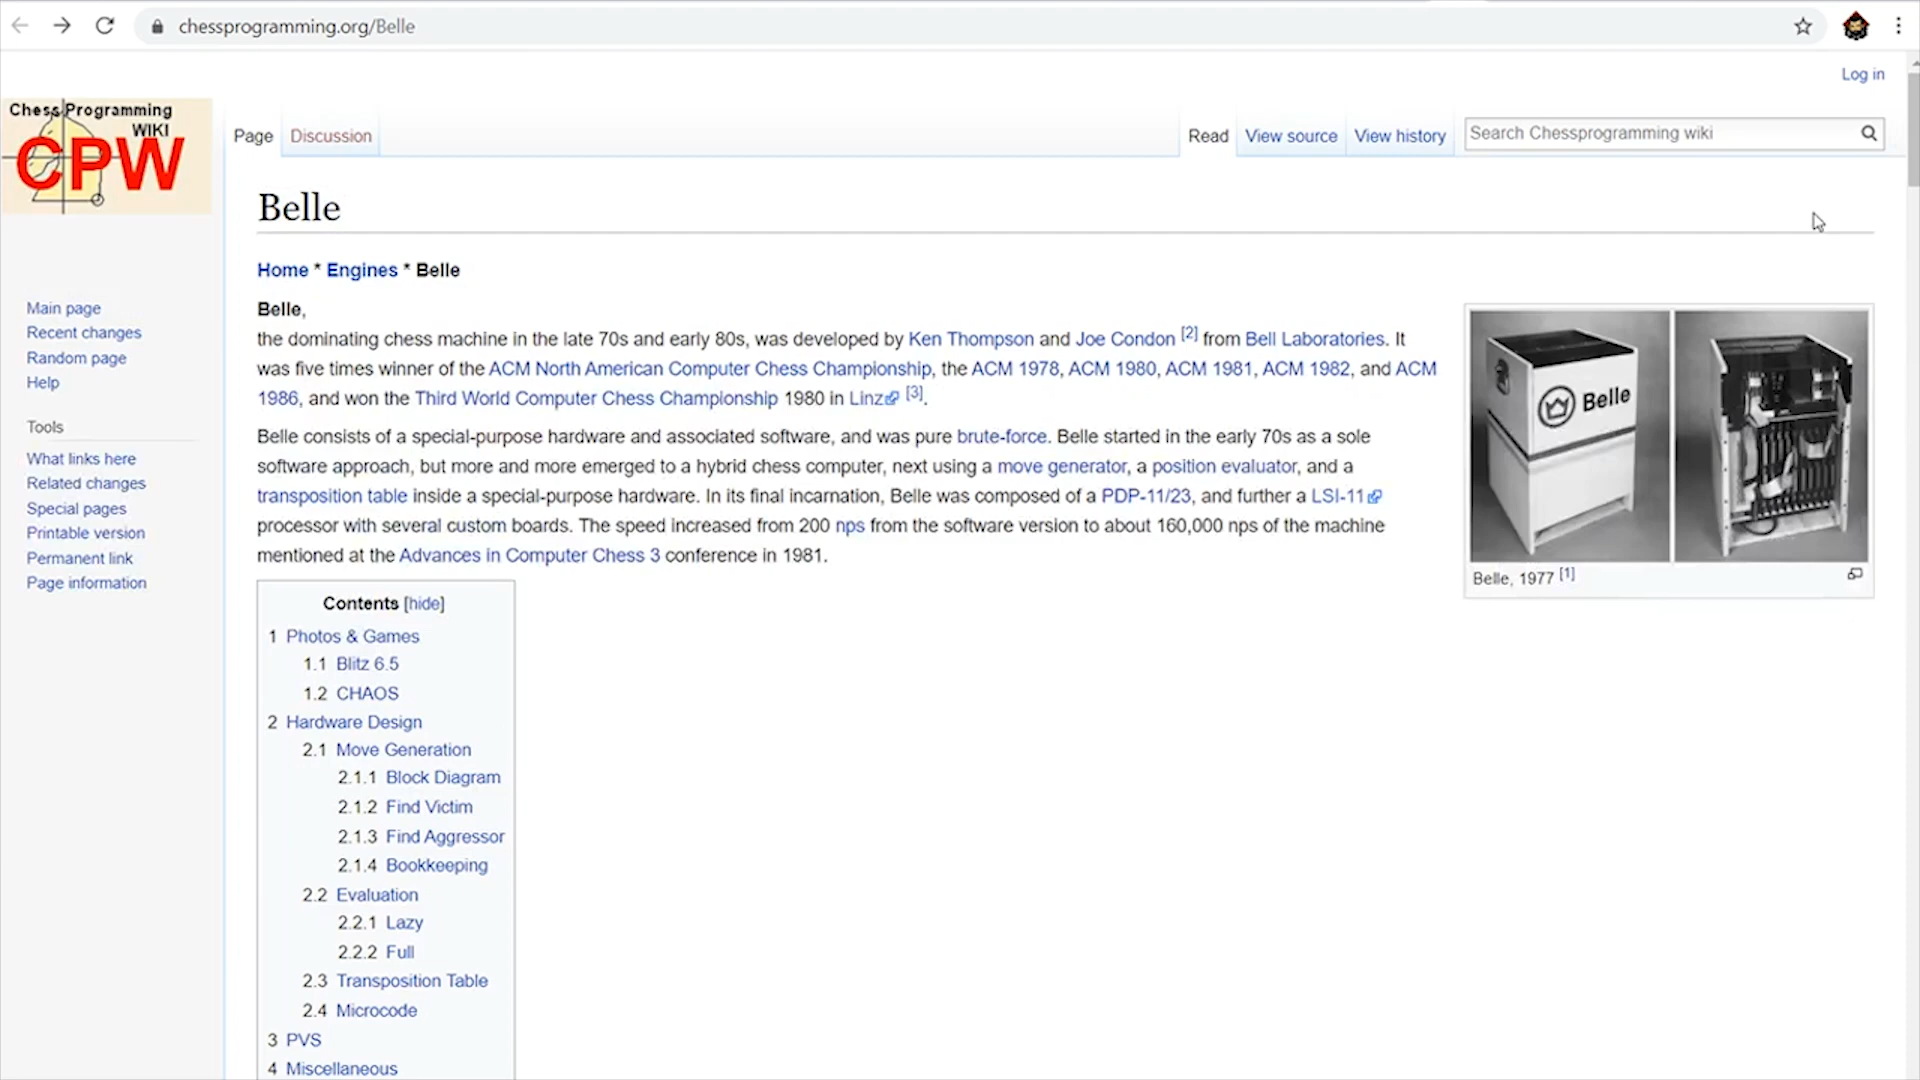 chessprogramming.org/Belle
Log in
Chess Programming
WIKI
CPW
Page
Discussion
Read
View source
View history
Search Chessprogramming wiki
Belle
Home * Engines * Belle
Belle,
the dominating chess machine in the late 70s and early 80s, was developed by Ken Thompson and Joe Condon [2] from Bell Laboratories. It
was five times winner of the ACM North American Computer Chess Championship, the ACM 1978, ACM 1980, ACM 1981, ACM 1982, and ACM
1986, and won the Third World Computer Chess Championship 1980 in Linz [3].
Belle consists of a special-purpose hardware and associated software, and was pure brute-force. Belle started in the early 70s as a sole
software approach, but more and more emerged to a hybrid chess computer, next using a move generator, a position evaluator, and a
transposition table inside a special-purpose hardware. In its final incarnation, Belle was composed of a PDP-11/23, and further a LSI-11
processor with several custom boards. The speed increased from 200 nps from the software version to about 160,000 nps of the machine
mentioned at the Advances in Computer Chess 3 conference in 1981.
Belle
Belle, 1977 [1]
Main page
Recent changes
Random page
Help
Tools
What links here
Related changes
Special pages
Printable version
Permanent link
Page information
Contents [hide]
1 Photos & Games
1.1 Blitz 6.5
1.2 CHAOS
2 Hardware Design
2.1 Move Generation
2.1.1 Block Diagram
2.1.2 Find Victim
2.1.3 Find Aggressor
2.1.4 Bookkeeping
2.2 Evaluation
2.2.1 Lazy
2.2.2 Full
2.3 Transposition Table
2.4 Microcode
3 PVS
4 Miscellaneous